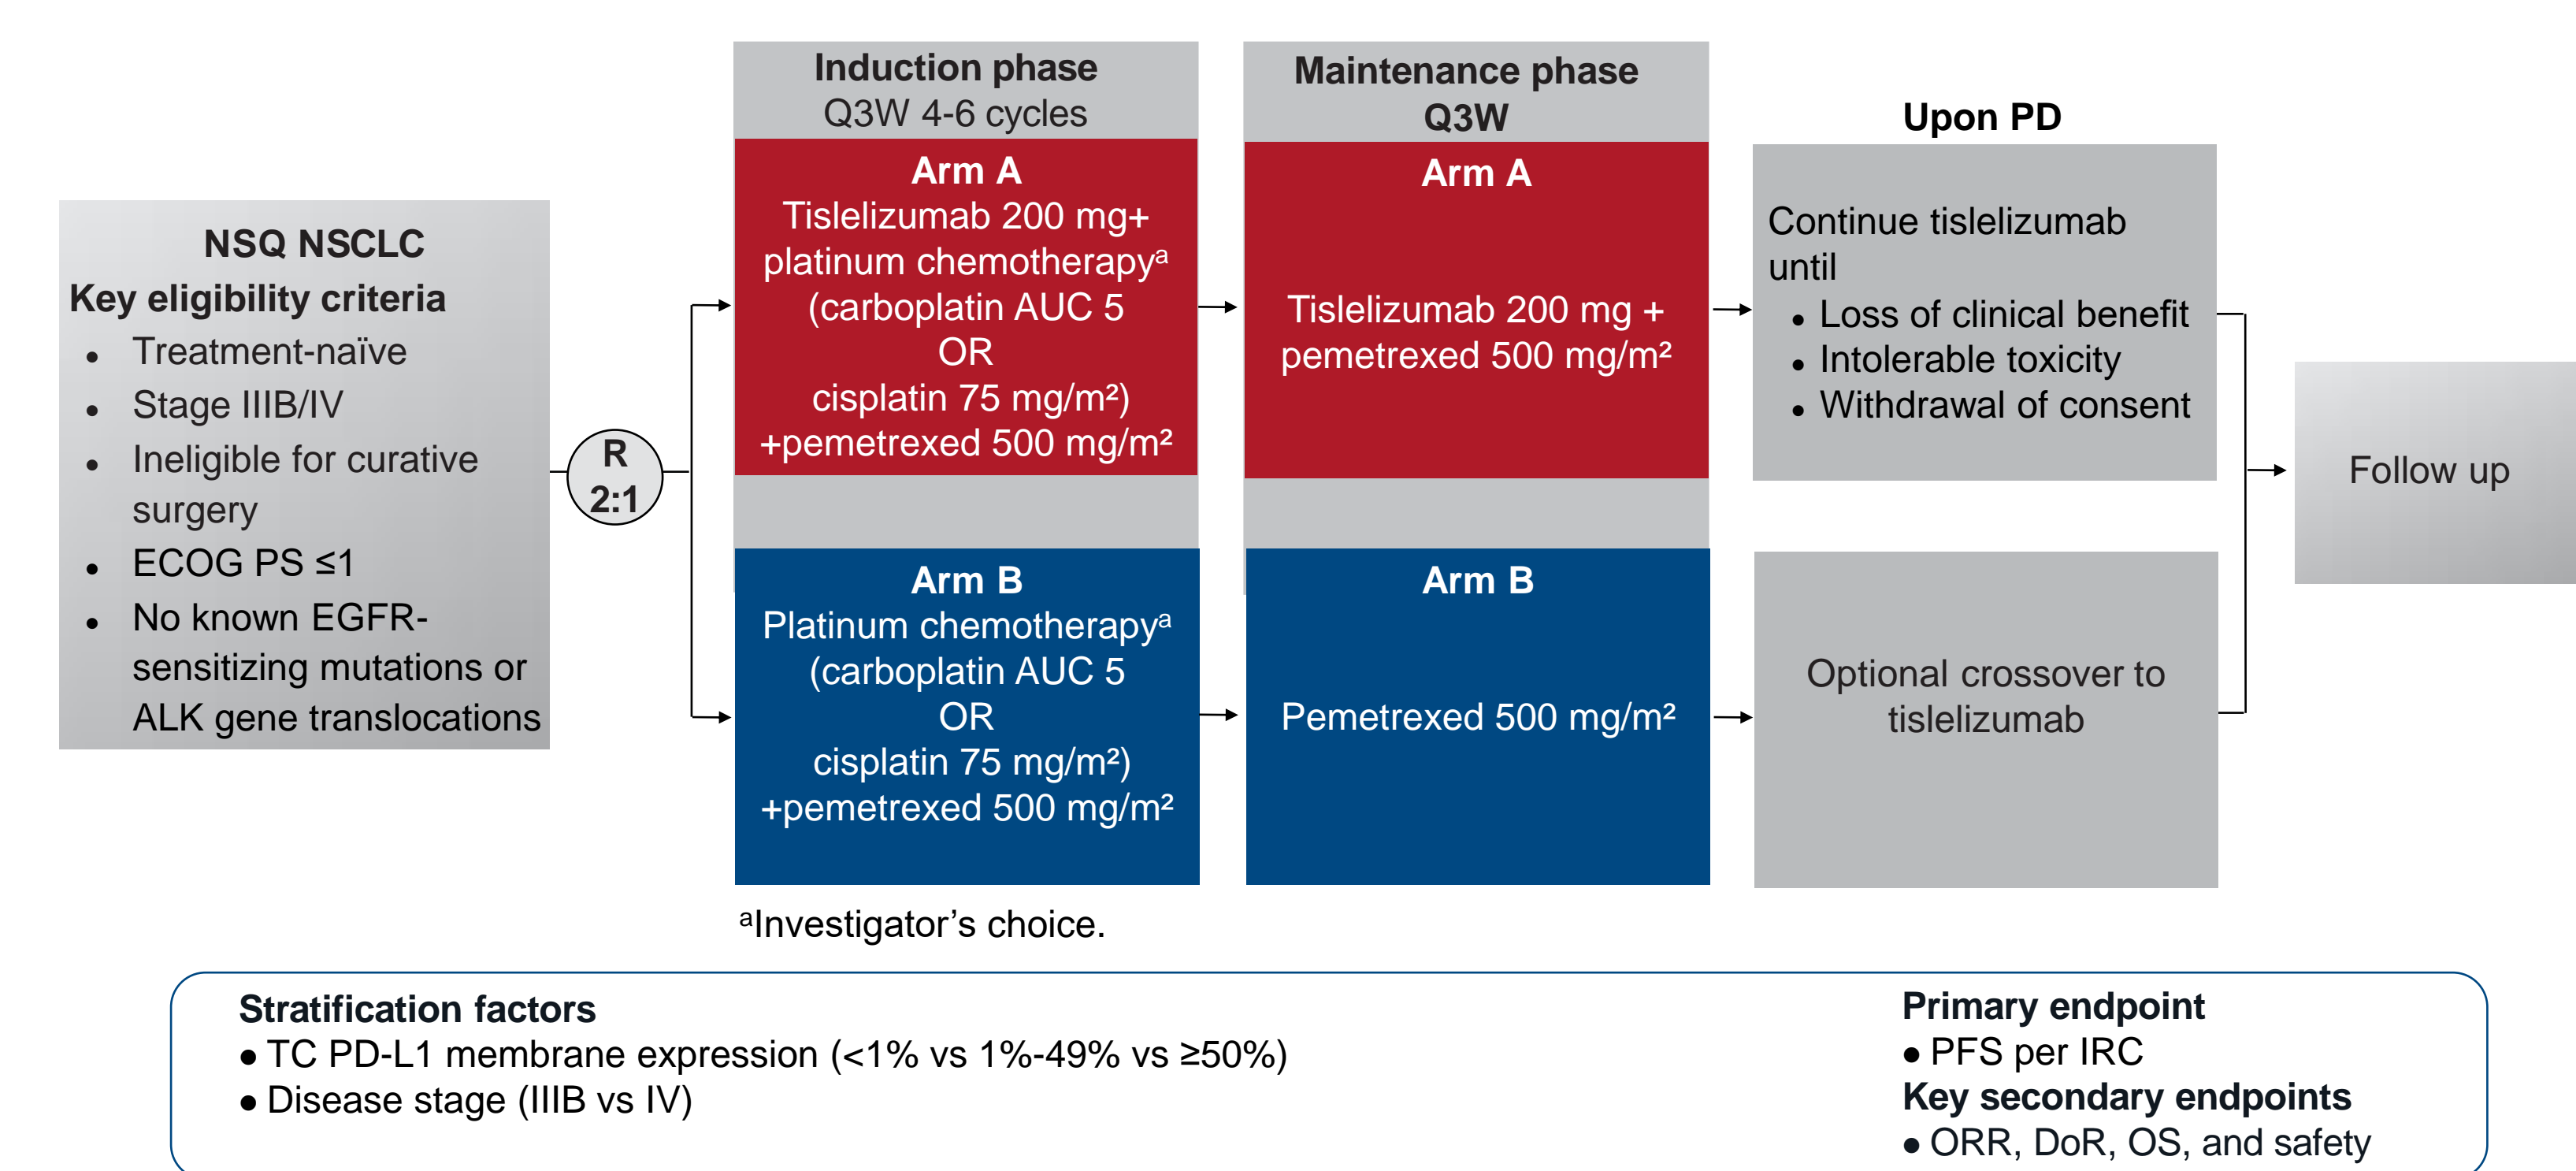 NSQ NSCLC
Key eligibility criteria
● Treatment-naïve
● Stage IIIB/IV
● Ineligible for curative
surgery
● ECOG PS ≤1
● No known EGFR-
sensitizing mutations or
ALK gene translocations
R
2:1
Induction phase
Q3W 4-6 cycles
Arm A
Tislelizumab 200 mg+
platinum chemotherapyᵃ
(carboplatin AUC 5
OR
cisplatin 75 mg/m²)
+pemetrexed 500 mg/m²
Arm B
Platinum chemotherapyᵃ
(carboplatin AUC 5
OR
cisplatin 75 mg/m²)
+pemetrexed 500 mg/m²
Maintenance phase
Q3W
Arm A
Tislelizumab 200 mg +
pemetrexed 500 mg/m²
Arm B
Pemetrexed 500 mg/m²
Upon PD
Continue tislelizumab
until
● Loss of clinical benefit
● Intolerable toxicity
● Withdrawal of consent
Optional crossover to
tislelizumab
Follow up
ᵃInvestigator’s choice.
Stratification factors
● TC PD-L1 membrane expression (<1% vs 1%-49% vs ≥50%)
● Disease stage (IIIB vs IV)
Primary endpoint
● PFS per IRC
Key secondary endpoints
● ORR, DoR, OS, and safety